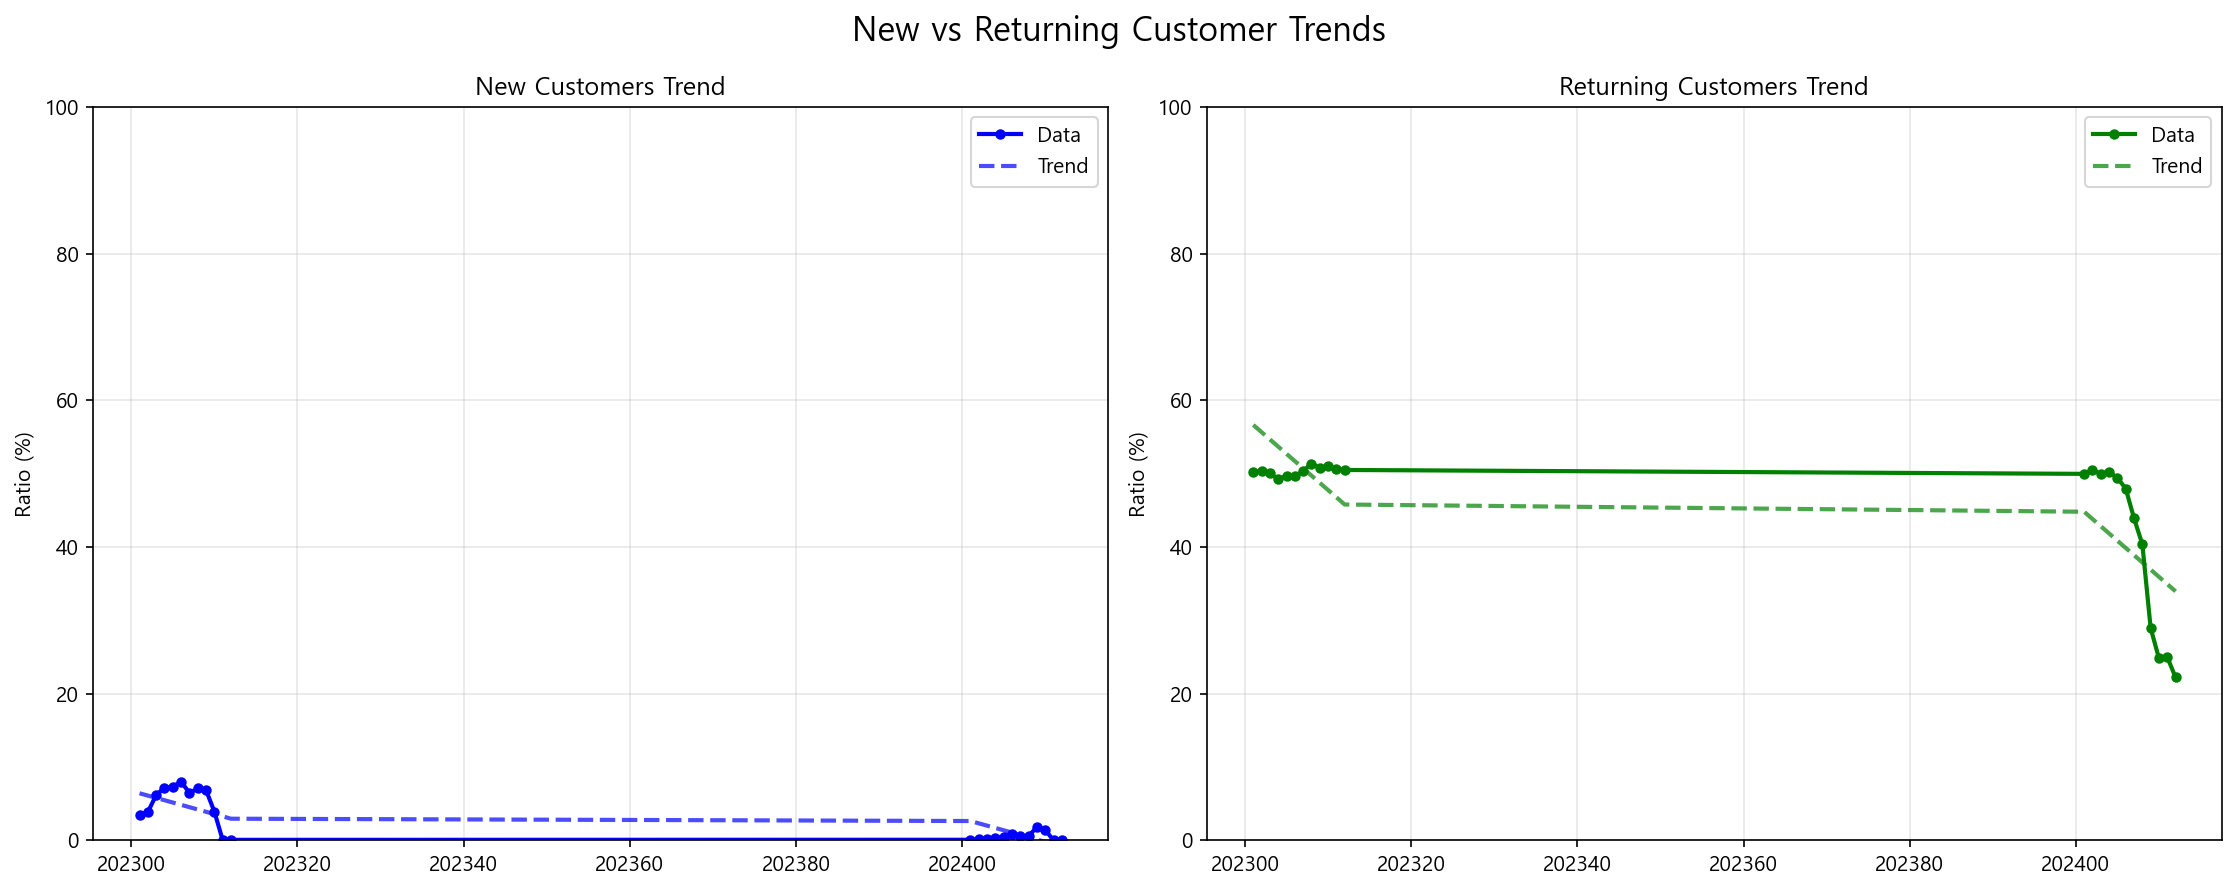 New vs Returning Customer Trends
New Customers Trend
100
80
60
40
20
0
Ratio (%)
202300 202320 202340 202360 202380 202400
Data
Trend
Returning Customers Trend
100
80
60
40
20
0
Ratio (%)
202300 202320 202340 202360 202380 202400
Data
Trend